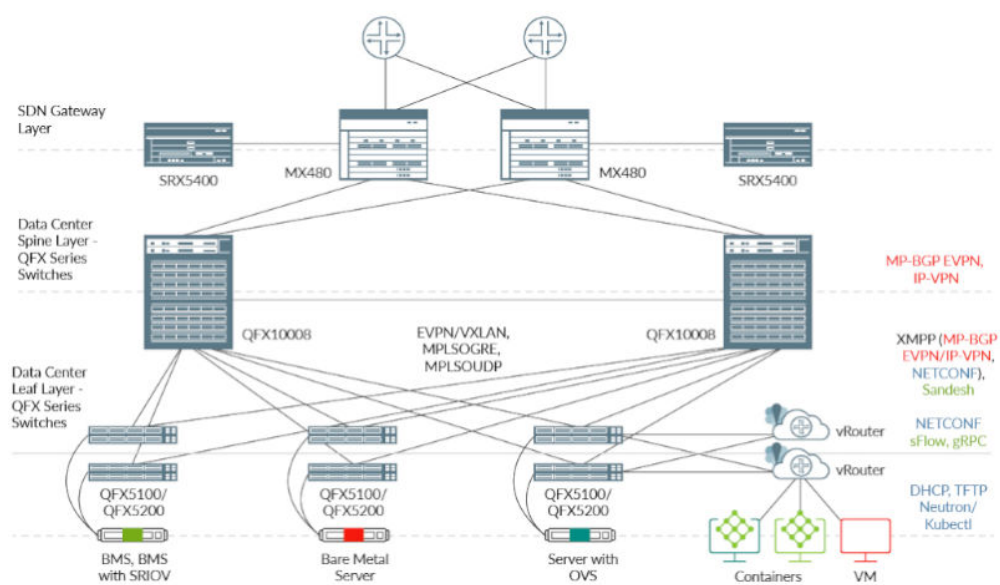 SDN Gateway
Layer
SRX5400
MX480
MX480
SRX5400
Data Center
Spine Layer -
QFX Series
Switches
MP-BGP EVPN,
IP-VPN
QFX10008
QFX10008
EVPN/VXLAN,
MPLSOGRE,
MPLSOUDP
XMPP (MP-BGP
EVPN/IP-VPN,
NETCONF),
Sandesh
Data Center
Leaf Layer -
QFX Series
Switches
vRouter
NETCONF
sFlow, gRPC
vRouter
QFX5100/
QFX5200
QFX5100/
QFX5200
QFX5100/
QFX5200
DHCP, TFTP
Neutron/
Kubectl
BMS, BMS
with SRIOV
Bare Metal
Server
Server with
OVS
Containers
VM